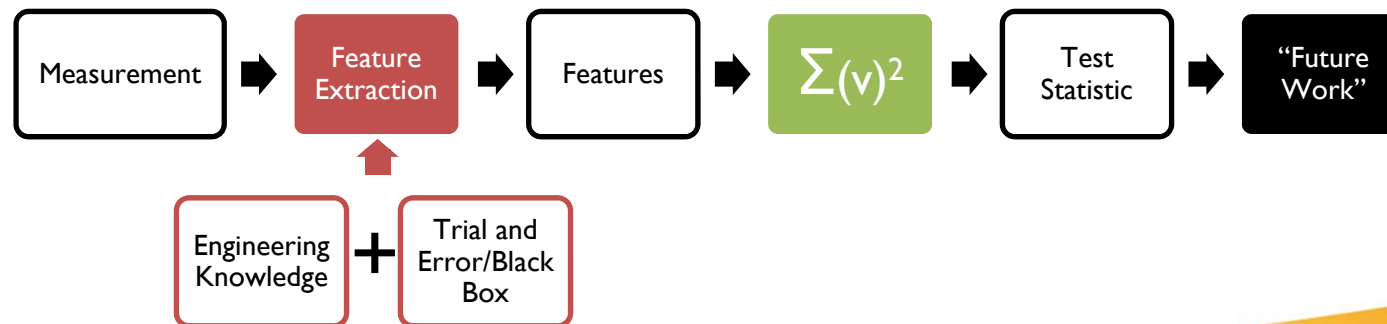 Measurement
Feature
Extraction
Features
Σ(v)²
Test
Statistic
“Future
Work”
Engineering
Knowledge
+
Trial and
Error/Black
Box